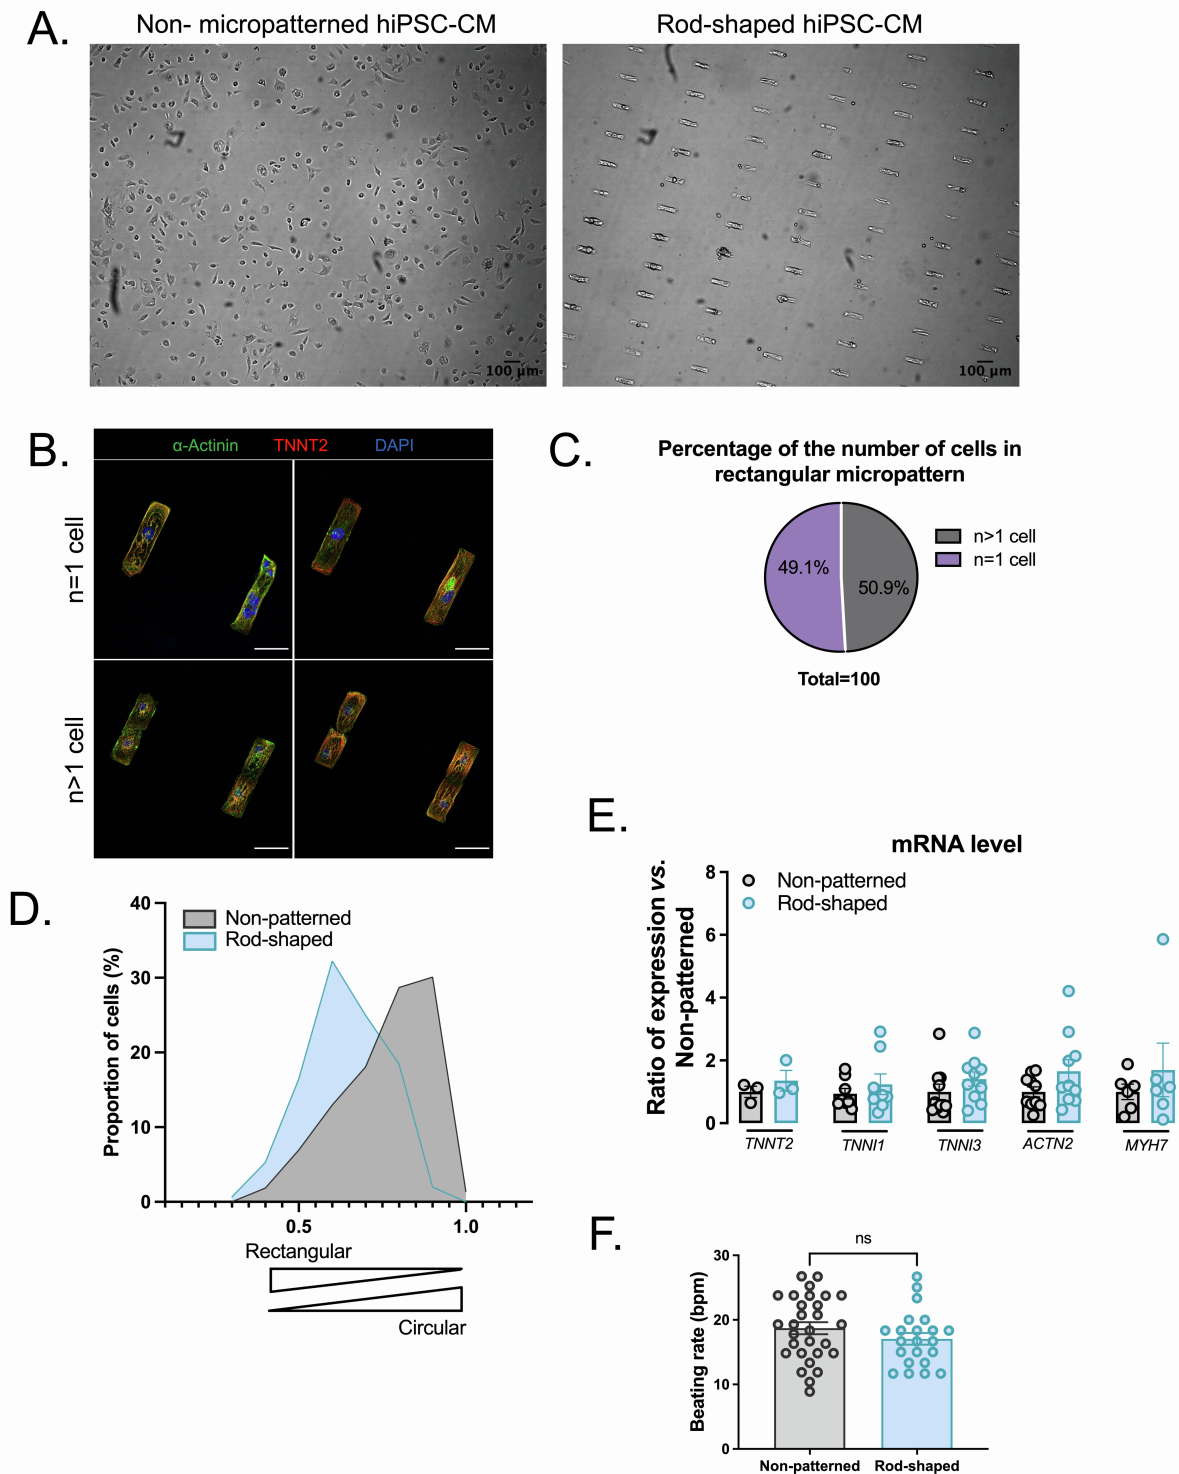 A.
Non- micropatterned hiPSC-CM
Rod-shaped hiPSC-CM
100 µm
100 µm
B.
α-Actinin TNNT2 DAPI
n=1 cell
n>1 cell
C.
Percentage of the number of cells in
rectangular micropattern
49.1%
50.9%
n>1 cell
n=1 cell
Total=100
D.
Proportion of cells (%)
40
30
20
10
0
Non-patterned
Rod-shaped
0.5
1.0
Rectangular
Circular
E.
mRNA level
Ratio of expression vs.
Non-patterned
8
6
4
2
0
Non-patterned
Rod-shaped
TNNT2
TNNI1
TNNI3
ACTN2
MYH7
F.
ns
Beating rate (bpm)
30
20
10
0
Non-patterned
Rod-shaped